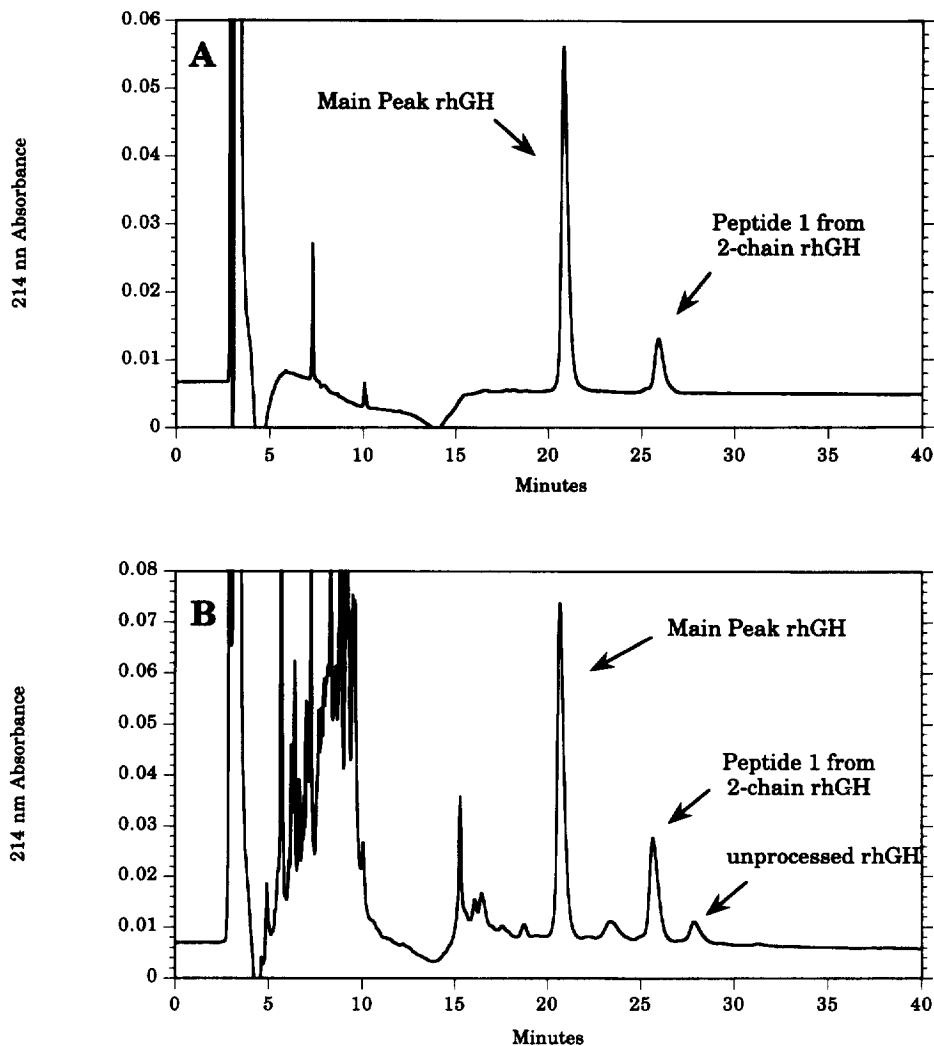 0.06
0.05
0.04
0.03
0.02
0.01
0
A
Main Peak rhGH
Peptide 1 from
2-chain rhGH
214 nn Absorbance
0 5 10 15 20 25 30 35 40
Minutes
0.08
0.07
0.06
0.05
0.04
0.03
0.02
0.01
0
B
Main Peak rhGH
Peptide 1 from
2-chain rhGH
unprocessed rhGH
214 nm Absorbance
0 5 10 15 20 25 30 35 40
Minutes